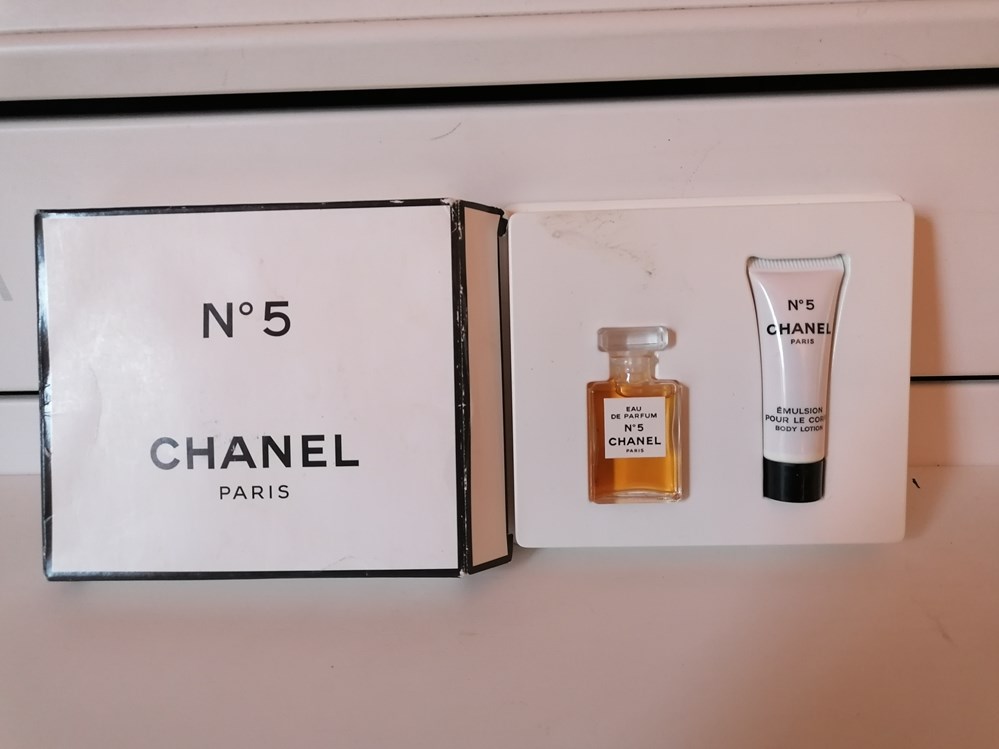 N° 5
CHANEL
PARIS
EAU
DE PARFUM
N° 5
CHANEL
PARIS
N° 5
CHANEL
PARIS
ÉMULSION
POUR LE CORPS
BODY LOTION